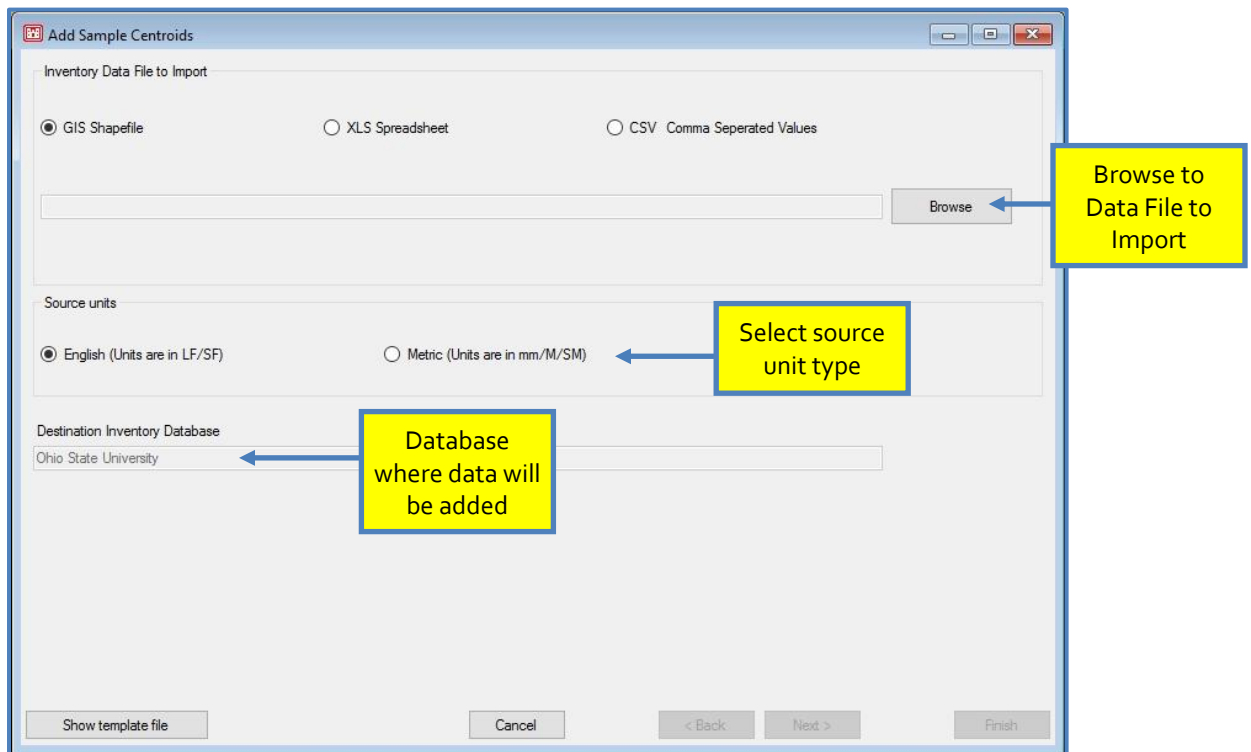 Add Sample Centroids
Inventory Data File to Import
GIS Shapefile
XLS Spreadsheet
CSV Comma Seperated Values
Browse
Browse to
Data File to
Import
Source units
English (Units are in LF/SF)
Metric (Units are in mm/M/SM)
Select source
unit type
Destination Inventory Database
Ohio State University
Database
where data will
be added
Show template file
Cancel
< Back
Next >
Finish